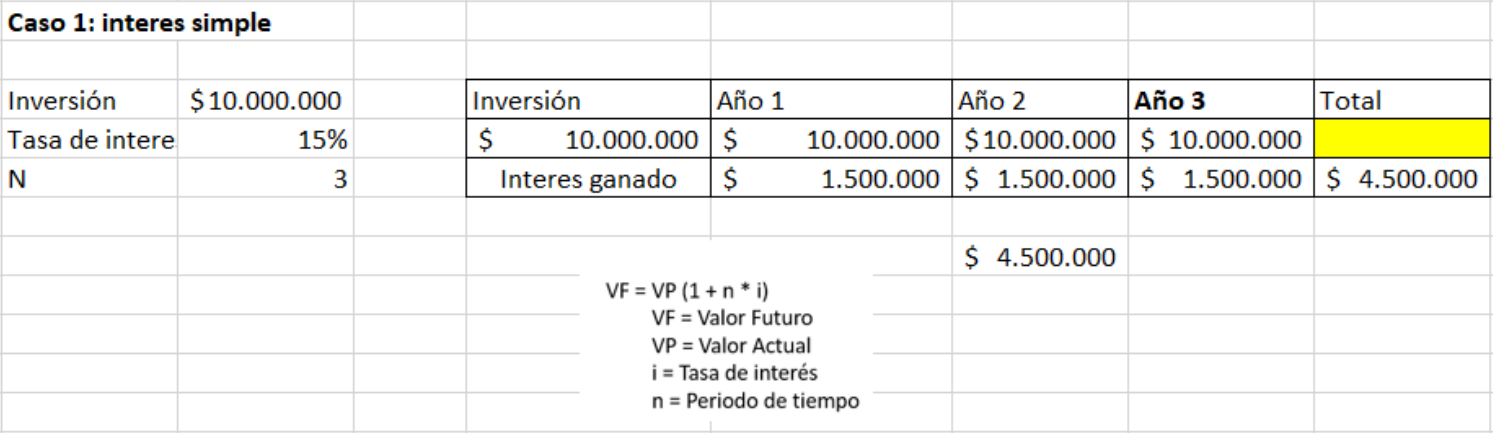 Caso 1: interes simple
Inversión $10.000.000 Inversión Año 1 Año 2 Año 3 Total
Tasa de intere 15% $ 10.000.000 $ 10.000.000 $10.000.000 $ 10.000.000
N 3 Interes ganado $ 1.500.000 $ 1.500.000 $ 1.500.000 $ 4.500.000
$ 4.500.000
VF = VP (1 + n * i)
VF = Valor Futuro
VP = Valor Actual
i = Tasa de interés
n = Periodo de tiempo